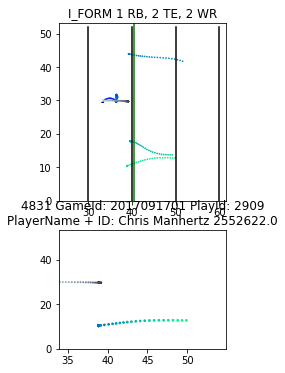 I_FORM 1 RB, 2 TE, 2 WR
50
40
30
20
10
0
30 40 50 60
4831 GameId: 2017091701 PlayId: 2909
PlayerName + ID: Chris Manhertz 2552622.0
40
20
0
35 40 45 50